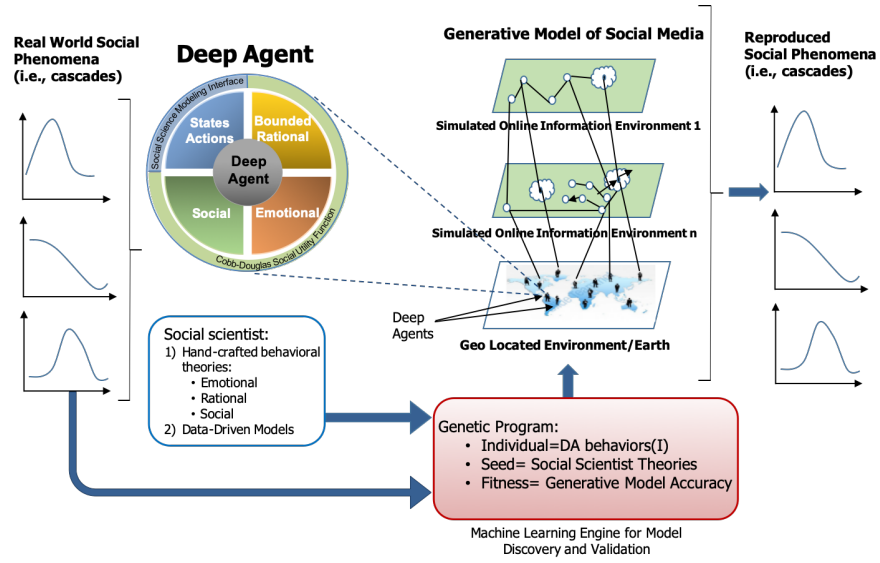 Real World Social
Phenomena
(i.e., cascades)
Deep Agent
Social Science Modeling Interface
States
Actions
Bounded
Rational
Deep
Agent
Social
Emotional
Cobb-Douglas Social Utility Function
Generative Model of Social Media
Simulated Online Information Environment 1
Simulated Online Information Environment n
Deep
Agents
Geo Located Environment/Earth
Reproduced
Social Phenomena
(i.e., cascades)
Social scientist:
1) Hand-crafted behavioral
theories:
• Emotional
• Rational
• Social
2) Data-Driven Models
Genetic Program:
• Individual=DA behaviors(I)
• Seed= Social Scientist Theories
• Fitness= Generative Model Accuracy
Machine Learning Engine for Model
Discovery and Validation